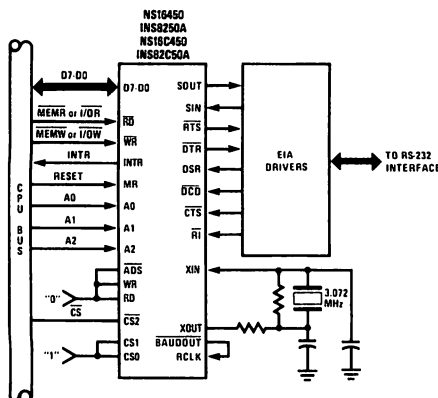 NS16450
INS8250A
NS16C450
INS82C50A
D7-D0
D7-D0
MEMR or I/OR
RD
MEMW or I/OW
WR
INTR
INTR
RESET
MR
A0
A0
A1
A1
A2
A2
ADS
WR
RD
"0"
CS
CS2
"1"
CS1
CS0
CPU BUS
SOUT
SIN
RTS
DTR
DSR
DCD
CTS
RI
XIN
XOUT
BAUDOUT
RCLK
EIA
DRIVERS
TO RS-232
INTERFACE
3.072
MHz